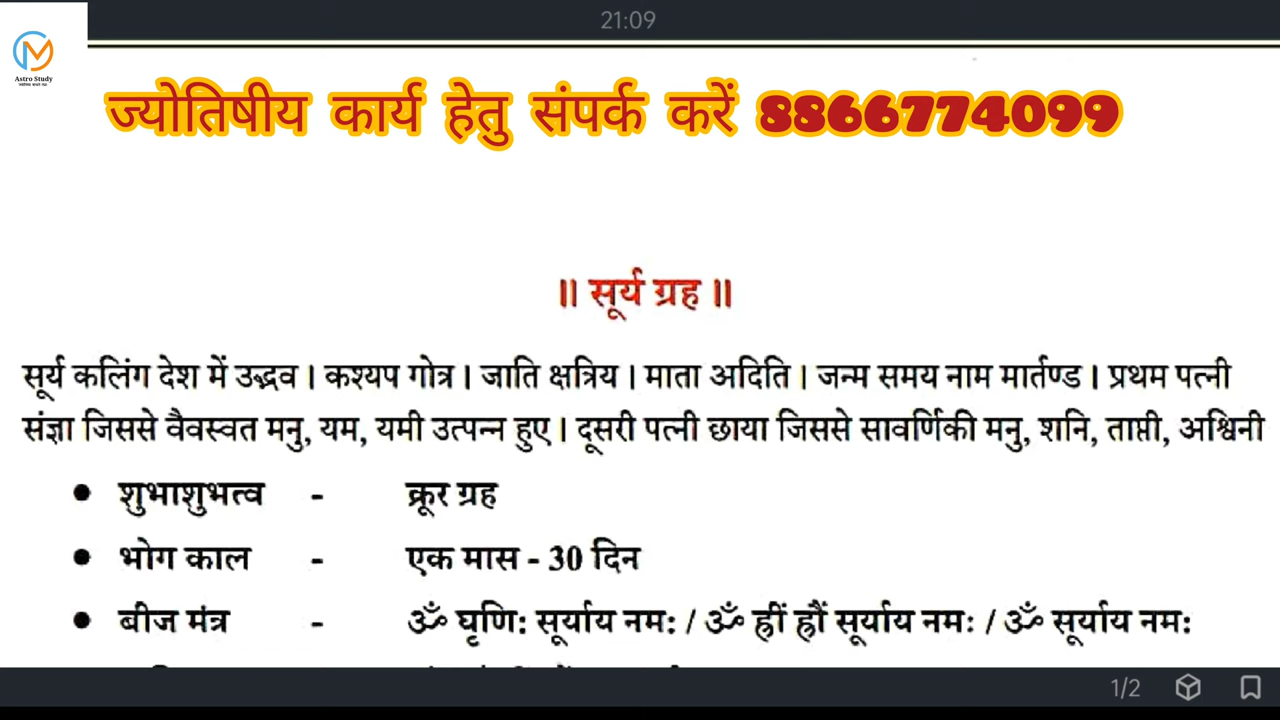 21:09
Astro Study
ज्योतिषीय कार्य हेतु संपर्क करें 8866774099
॥ सूर्य ग्रह ॥
सूर्य कलिंग देश में उद्भव । कश्यप गोत्र । जाति क्षत्रिय । माता अदिति । जन्म समय नाम मार्तण्ड । प्रथम पत्नी
संज्ञा जिससे वैवस्वत मनु, यम, यमी उत्पन्न हुए । दूसरी पत्नी छाया जिससे सावर्णिकी मनु, शनि, ताप्ती, अश्विनी
• शुभाशुभत्व - क्रूर ग्रह
• भोग काल - एक मास - 30 दिन
• बीज मंत्र - ॐ घृणि: सूर्याय नम: / ॐ ह्रीं ह्रौं सूर्याय नमः / ॐ सूर्याय नम:
1/2